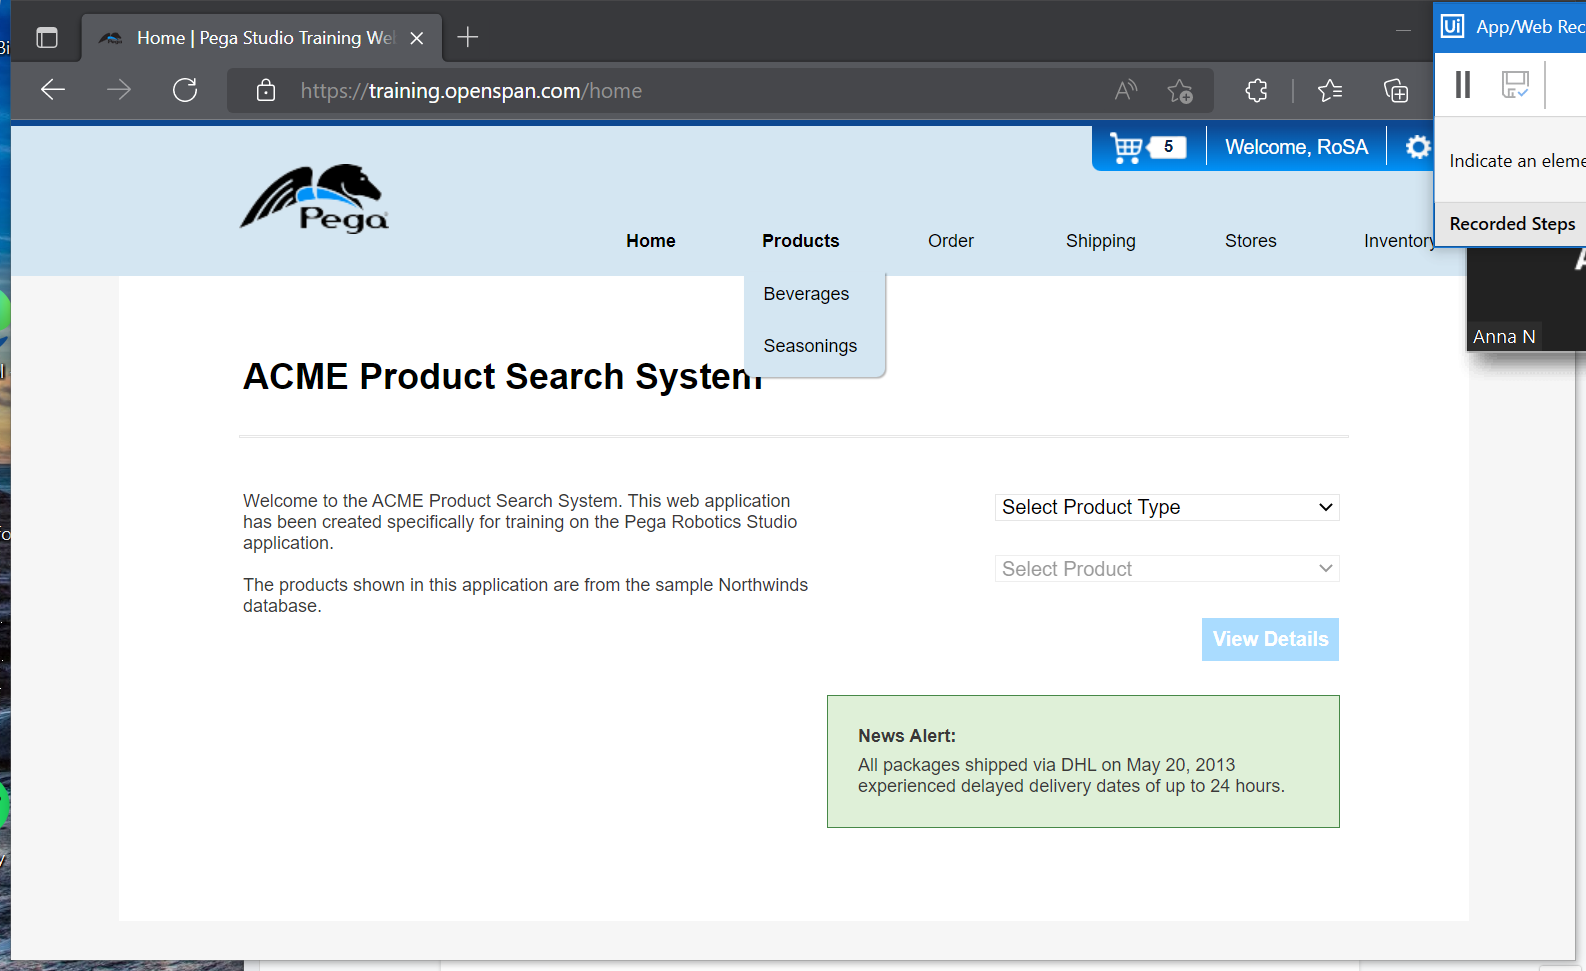 Home | Pega Studio Training Web
https://training.openspan.com/home
Ui App/Web Rec
Indicate an eleme
Recorded Steps
5
Welcome, RoSA
Pega
Home
Products
Order
Shipping
Stores
Inventory
Beverages
Seasonings
Anna N
ACME Product Search System
Welcome to the ACME Product Search System. This web application
has been created specifically for training on the Pega Robotics Studio
application.
The products shown in this application are from the sample Northwinds
database.
Select Product Type
Select Product
View Details
News Alert:
All packages shipped via DHL on May 20, 2013
experienced delayed delivery dates of up to 24 hours.